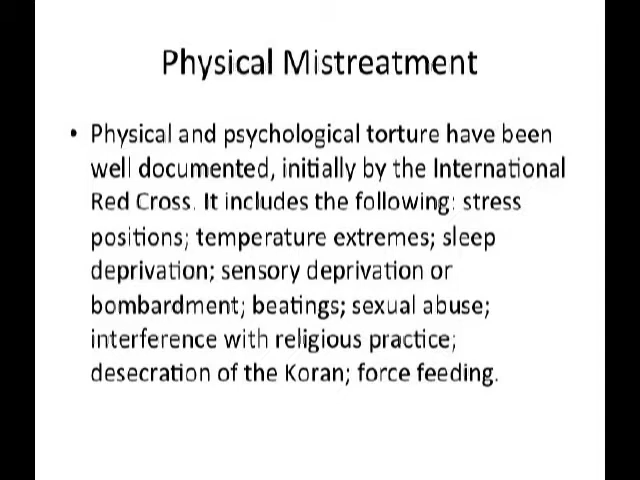 Physical Mistreatment
• Physical and psychological torture have been
well documented, initially by the International
Red Cross. It includes the following: stress
positions; temperature extremes; sleep
deprivation; sensory deprivation or
bombardment; beatings; sexual abuse;
interference with religious practice;
desecration of the Koran; force feeding.